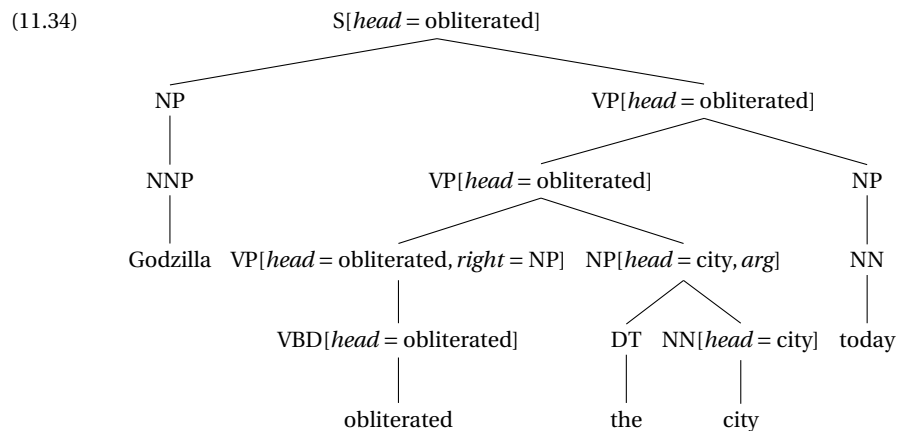 (11.34) S[head = obliterated]
NP VP[head = obliterated]
NNP VP[head = obliterated] NP
Godzilla VP[head = obliterated, right = NP] NP[head = city, arg] NN
VBD[head = obliterated] DT NN[head = city] today
obliterated the city